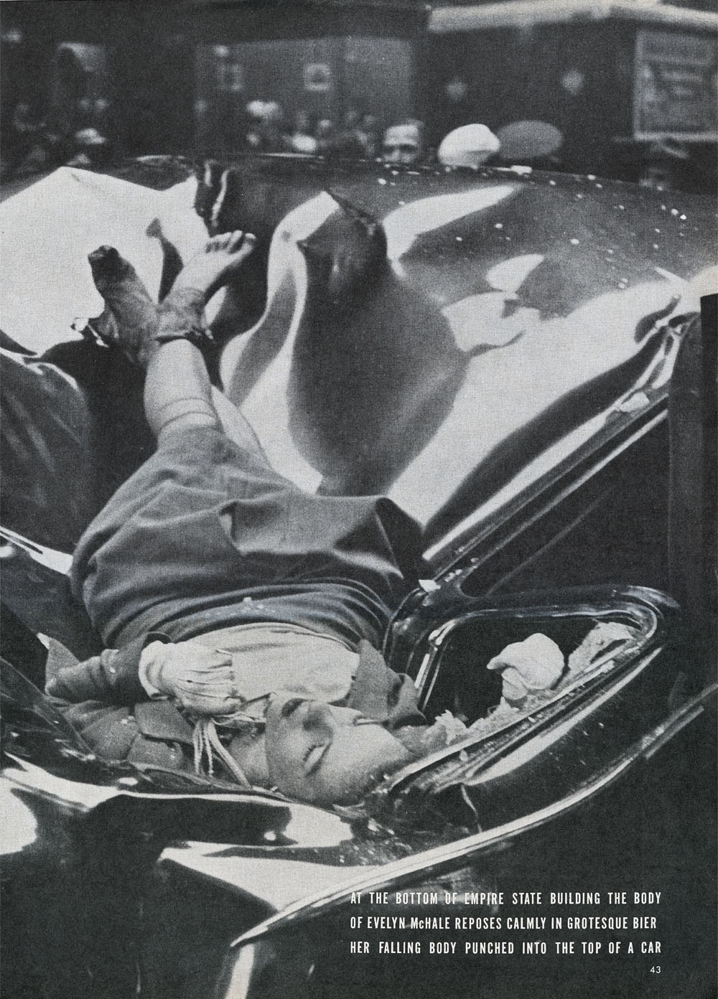 AT THE BOTTOM OF EMPIRE STATE BUILDING THE BODY
OF EVELYN McHALE REPOSES CALMLY IN GROTESQUE BIER
HER FALLING BODY PUNCHED INTO THE TOP OF A CAR
43